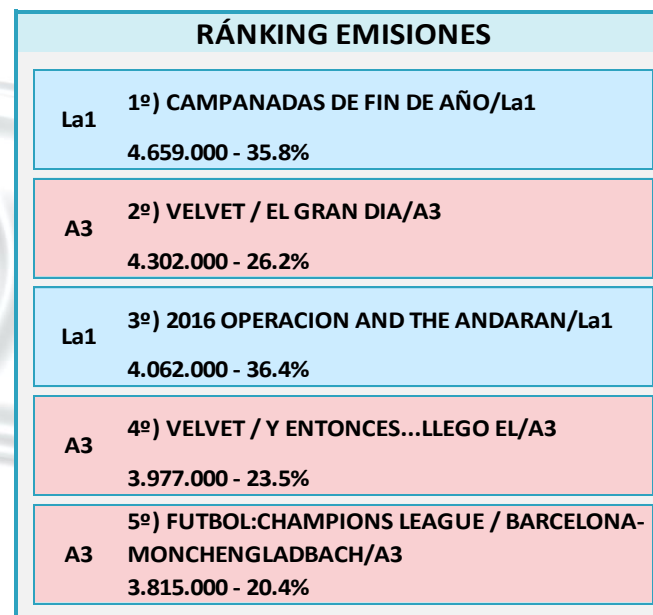 RÁNKING EMISIONES
La1
1º) CAMPANADAS DE FIN DE AÑO/La1
4.659.000 - 35.8%
A3
2º) VELVET / EL GRAN DIA/A3
4.302.000 - 26.2%
La1
3º) 2016 OPERACION AND THE ANDARAN/La1
4.062.000 - 36.4%
A3
4º) VELVET / Y ENTONCES...LLEGO EL/A3
3.977.000 - 23.5%
A3
5º) FUTBOL:CHAMPIONS LEAGUE / BARCELONA-
MONCHENGLADBACH/A3
3.815.000 - 20.4%